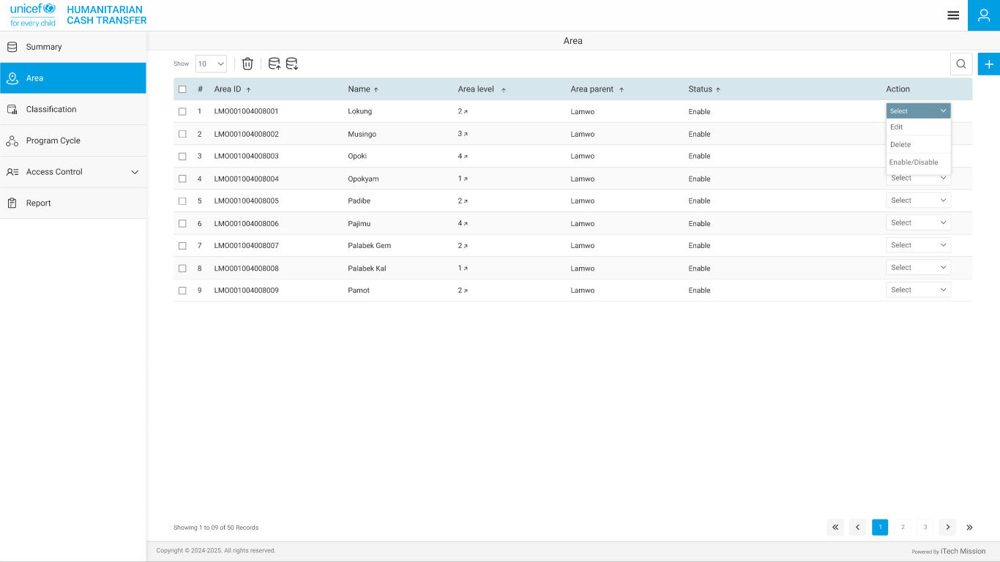 unicef
for every child
HUMANITARIAN
CASH TRANSFER
Summary
Area
Classification
Program Cycle
Access Control
Report
Area
Show 10
# Area ID Name Area level Area parent Status Action
1 LMO001004008001 Lokung 2 Lamwo Enable Select
Edit
2 LMO001004008002 Musingo 3 Lamwo Enable
Delete
3 LMO001004008003 Opoki 4 Lamwo Enable
Enable/Disable
4 LMO001004008004 Opokyam 1 Lamwo Enable Select
5 LMO001004008005 Padibe 2 Lamwo Enable Select
6 LMO001004008006 Pajimu 4 Lamwo Enable Select
7 LMO001004008007 Palabek Gem 2 Lamwo Enable Select
8 LMO001004008008 Palabek Kal 1 Lamwo Enable Select
9 LMO001004008009 Pamot 2 Lamwo Enable Select
Showing 1 to 09 of 50 Records
1 2 3
Copyright © 2024-2025. All rights reserved.
Powered By iTech Mission